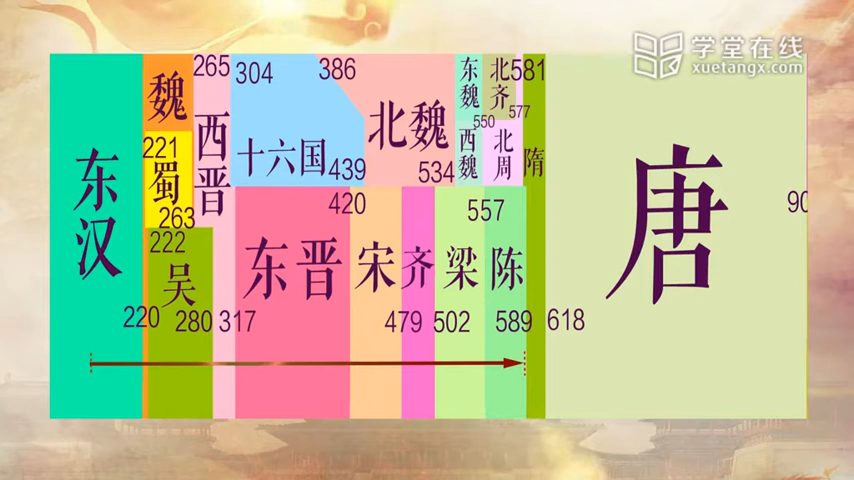 学堂在线
xuetangx.com
东汉
220
魏
221
蜀
263
222
吴
280
265
西晋
317
304
十六国
439
386
北魏
534
东魏
550
西魏
北齐
577
北周
581
隋
618
420
东晋
宋
479
齐
502
梁
557
陈
589
唐
90